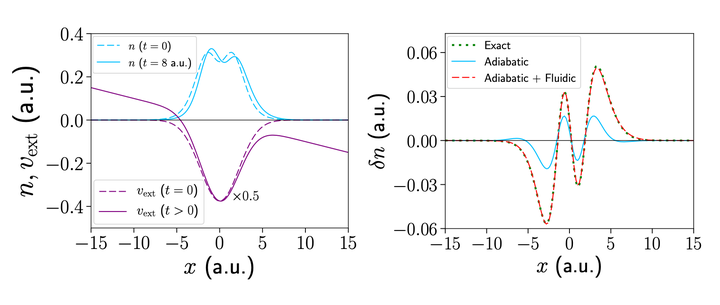 n, v_ext (a.u.)
0.4
0.2
0.0
−0.2
−0.4
n (t = 0)
n (t = 8 a.u.)
v_ext (t = 0)
v_ext (t > 0)
×0.5
−15 −10 −5 0 5 10 15
x (a.u.)
δn (a.u.)
0.06
0.03
0.00
−0.03
−0.06
Exact
Adiabatic
Adiabatic + Fluidic
−15 −10 −5 0 5 10 15
x (a.u.)